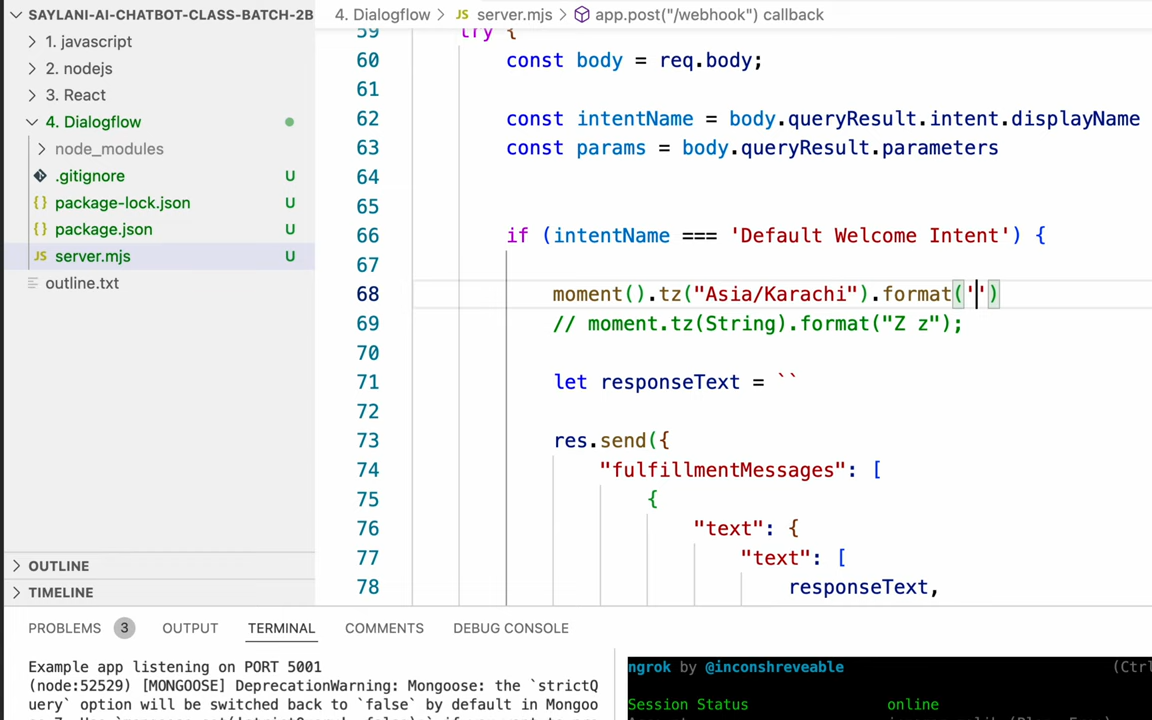 SAYLANI-AI-CHATBOT-CLASS-BATCH-2B
1. javascript
2. nodejs
3. React
4. Dialogflow
node_modules
.gitignore U
package-lock.json U
package.json U
JS server.mjs U
outline.txt
OUTLINE
TIMELINE
4. Dialogflow > JS server.mjs > app.post("/webhook") callback
59 try {
60 const body = req.body;
61
62 const intentName = body.queryResult.intent.displayName
63 const params = body.queryResult.parameters
64
65
66 if (intentName === 'Default Welcome Intent') {
67
68 moment().tz("Asia/Karachi").format('')
69 // moment.tz(String).format("Z z");
70
71 let responseText = ``
72
73 res.send({
74 "fulfillmentMessages": [
75 {
76 "text": {
77 "text": [
78 responseText,
PROBLEMS 3 OUTPUT TERMINAL COMMENTS DEBUG CONSOLE
Example app listening on PORT 5001
(node:52529) [MONGOOSE] DeprecationWarning: Mongoose: the `strictQ
uery` option will be switched back to `false` by default in Mongoo
ngrok by @inconshreveable (Ctrl
Session Status online